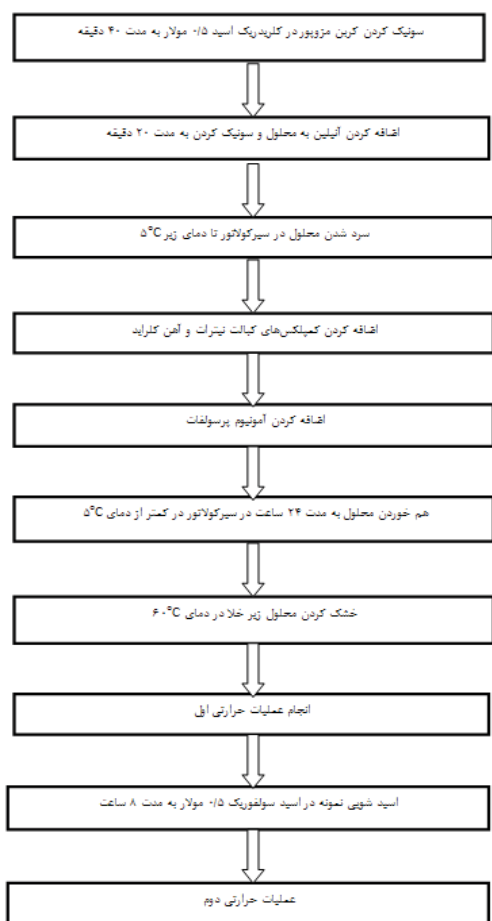 سونیک کردن کربن مزوپور در کلریدریک اسید ۰/۵ مولار به مدت ۴۰ دقیقه
اضافه کردن آنیلین به محلول و سونیک کردن به مدت ۲۰ دقیقه
سرد شدن محلول در سیرکولاتور تا دمای زیر ۵°C
اضافه کردن کمپلکس‌های کبالت نیترات و آهن کلراید
اضافه کردن آمونیوم پرسولفات
هم خوردن محلول به مدت ۲۴ ساعت در سیرکولاتور در کمتر از دمای ۵°C
خشک کردن محلول زیر خلا در دمای ۶۰°C
انجام عملیات حرارتی اول
اسید شویی نمونه در اسید سولفوریک ۰/۵ مولار به مدت ۸ ساعت
عملیات حرارتی دوم